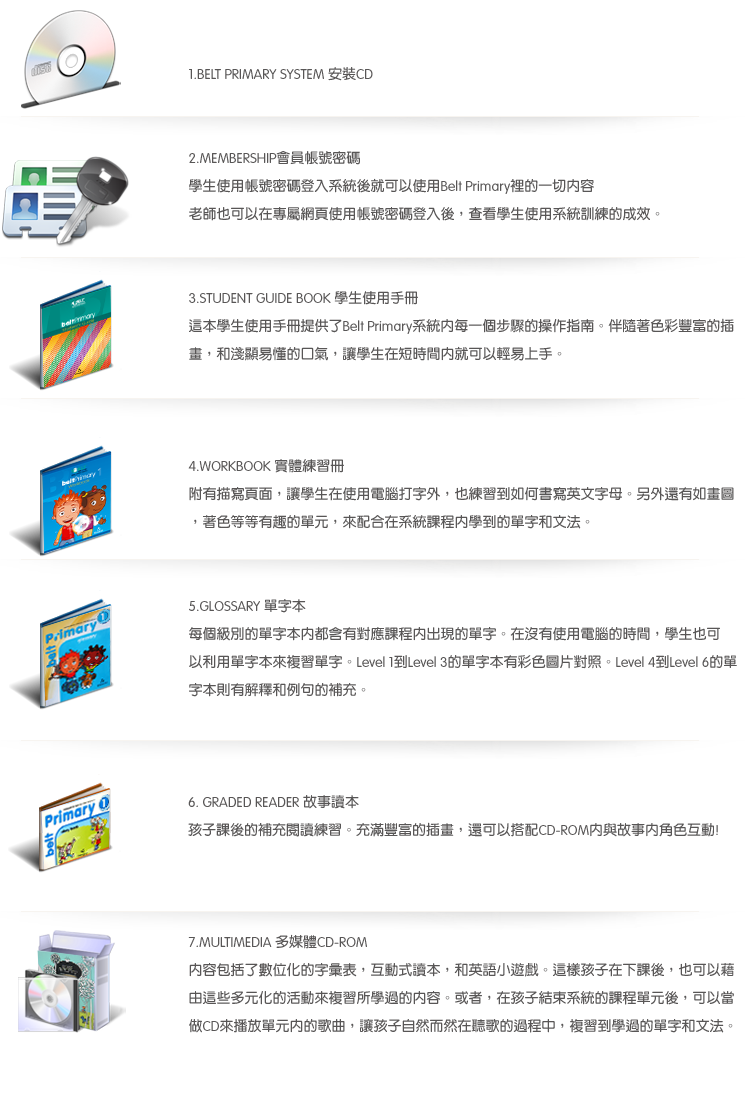 1.BELT PRIMARY SYSTEM 安裝CD
2.MEMBERSHIP會員帳號密碼
學生使用帳號密碼登入系統後就可以使用Belt Primary裡的一切內容
老師也可以在專屬網頁使用帳號密碼登入後，查看學生使用系統訓練的成效。
3.STUDENT GUIDE BOOK 學生使用手冊
這本學生使用手冊提供了Belt Primary系統內每一個步驟的操作指南。伴隨著色彩豐富的插
畫，和淺顯易懂的口氣，讓學生在短時間內就可以輕易上手。
beltPrimary
4.WORKBOOK 實體練習冊
附有描寫頁面，讓學生在使用電腦打字外，也練習到如何書寫英文字母。另外還有如畫圖
，著色等等有趣的單元，來配合在系統課程內學到的單字和文法。
beltPrimary 1
5.GLOSSARY 單字本
每個級別的單字本內都含有對應課程內出現的單字。在沒有使用電腦的時間，學生也可
以利用單字本來複習單字。Level 1到Level 3的單字本有彩色圖片對照。Level 4到Level 6的單
字本則有解釋和例句的補充。
belt Primary 1
6. GRADED READER 故事讀本
孩子課後的補充閱讀練習。充滿豐富的插畫，還可以搭配CD-ROM內與故事內角色互動!
belt Primary 1
7.MULTIMEDIA 多媒體CD-ROM
內容包括了數位化的字彙表，互動式讀本，和英語小遊戲。這樣孩子在下課後，也可以藉
由這些多元化的活動來複習所學過的內容。或者，在孩子結束系統的課程單元後，可以當
做CD來播放單元內的歌曲，讓孩子自然而然在聽歌的過程中，複習到學過的單字和文法。